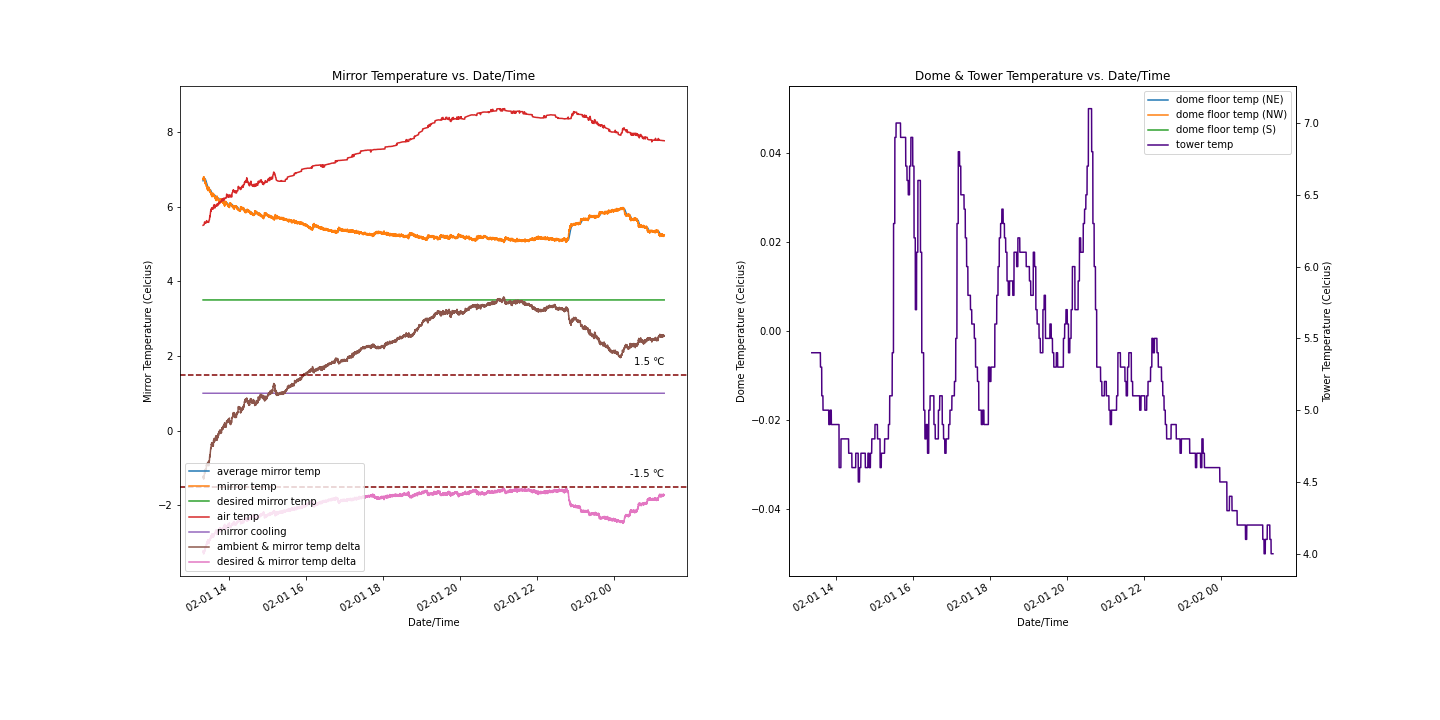 Mirror Temperature vs. Date/Time
Mirror Temperature (Celcius)
8
6
4
2
0
−2
1.5 °C
-1.5 °C
average mirror temp
mirror temp
desired mirror temp
air temp
mirror cooling
ambient & mirror temp delta
desired & mirror temp delta
02-01 14
02-01 16
02-01 18
02-01 20
02-01 22
02-02 00
Date/Time
Dome & Tower Temperature vs. Date/Time
Dome Temperature (Celcius)
0.04
0.02
0.00
−0.02
−0.04
dome floor temp (NE)
dome floor temp (NW)
dome floor temp (S)
tower temp
7.0
6.5
6.0
5.5
5.0
4.5
4.0
Tower Temperature (Celcius)
02-01 14
02-01 16
02-01 18
02-01 20
02-01 22
02-02 00
Date/Time